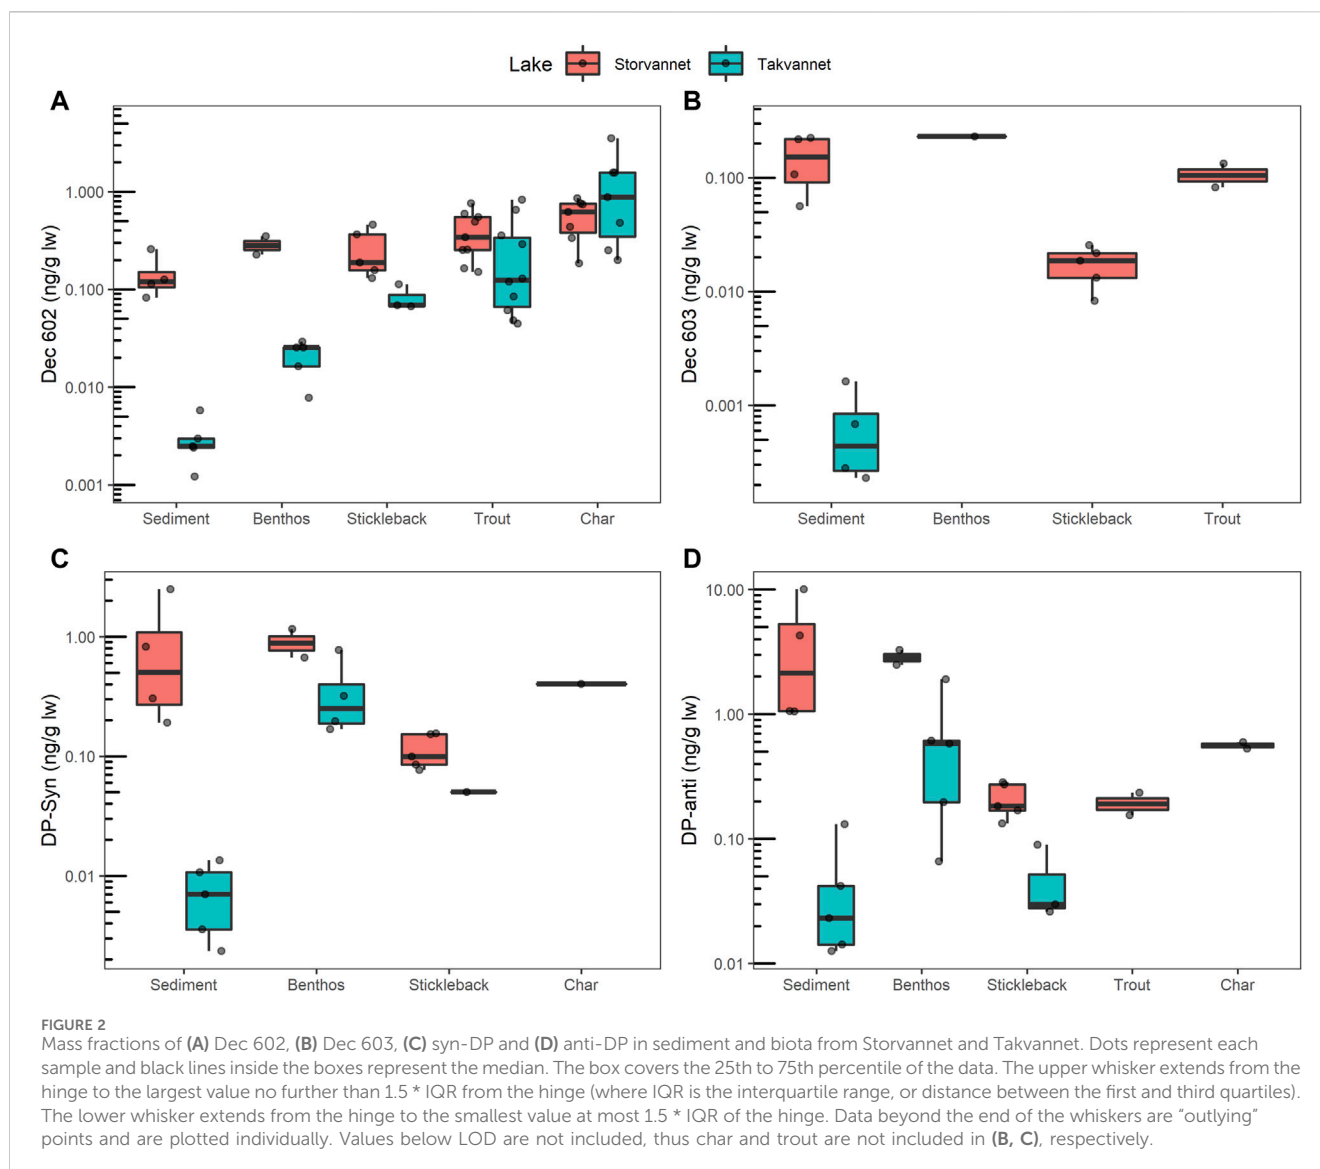 Lake Storvannet Takvannet
A
Dec 602 (ng/g lw)
1.000
0.100
0.010
0.001
Sediment Benthos Stickleback Trout Char
B
Dec 603 (ng/g lw)
0.100
0.010
0.001
Sediment Benthos Stickleback Trout
C
DP-Syn (ng/g lw)
1.00
0.10
0.01
Sediment Benthos Stickleback Char
D
DP-anti (ng/g lw)
10.00
1.00
0.10
0.01
Sediment Benthos Stickleback Trout Char
FIGURE 2
Mass fractions of (A) Dec 602, (B) Dec 603, (C) syn-DP and (D) anti-DP in sediment and biota from Storvannet and Takvannet. Dots represent each
sample and black lines inside the boxes represent the median. The box covers the 25th to 75th percentile of the data. The upper whisker extends from the
hinge to the largest value no further than 1.5 * IQR from the hinge (where IQR is the interquartile range, or distance between the first and third quartiles).
The lower whisker extends from the hinge to the smallest value at most 1.5 * IQR of the hinge. Data beyond the end of the whiskers are "outlying"
points and are plotted individually. Values below LOD are not included, thus char and trout are not included in (B, C), respectively.